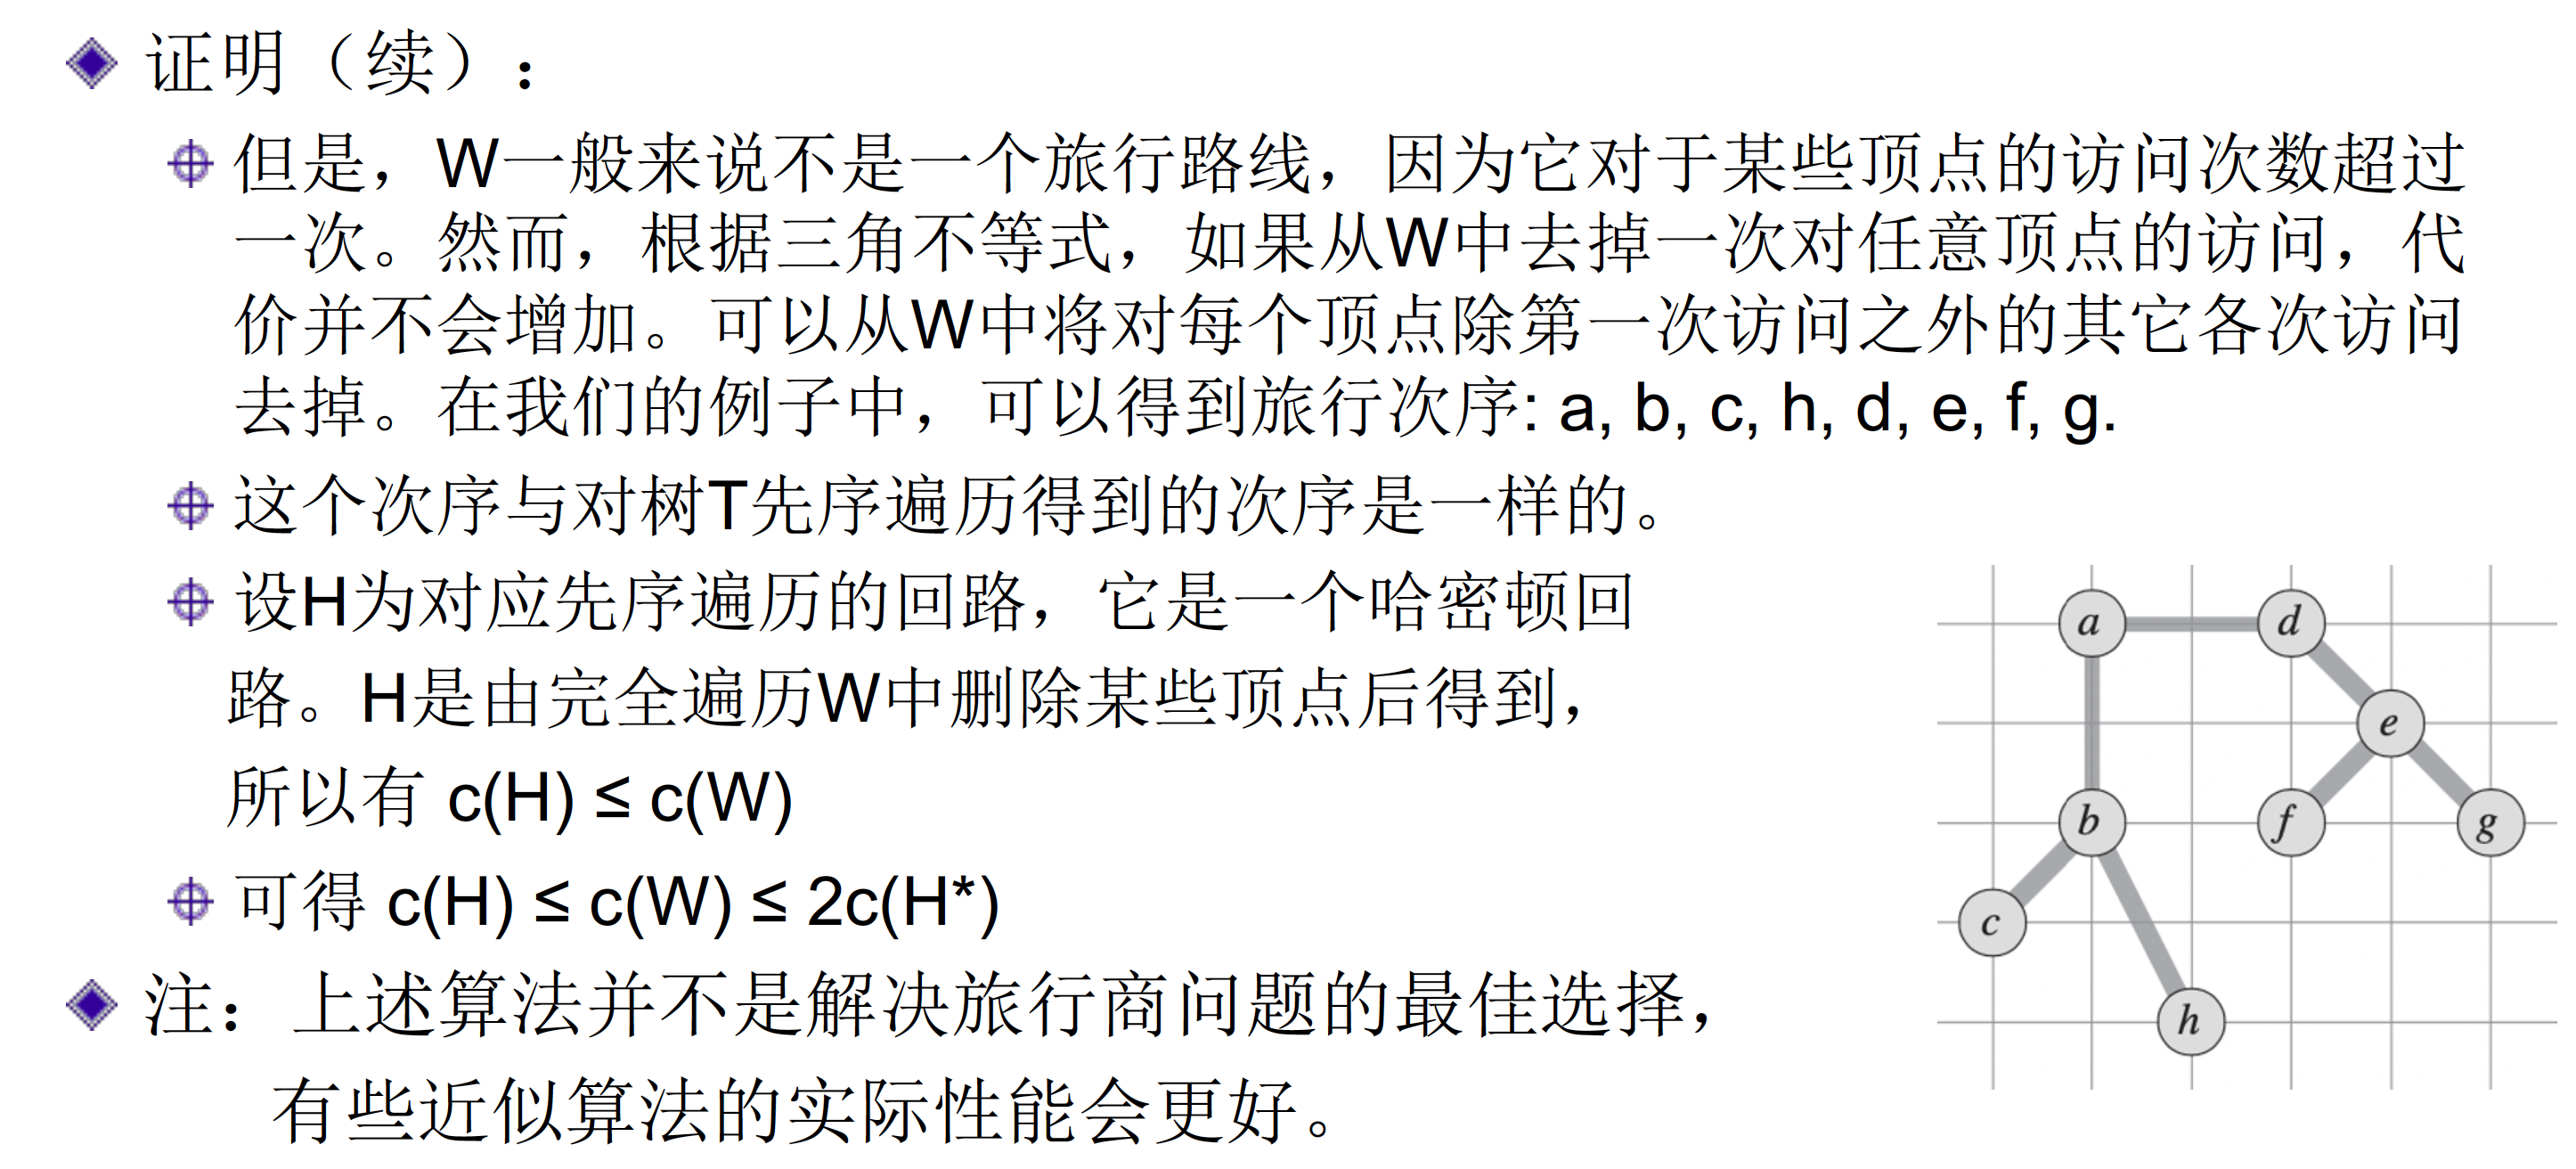 证明（续）：
但是，W一般来说不是一个旅行路线，因为它对于某些顶点的访问次数超过
一次。然而，根据三角不等式，如果从W中去掉一次对任意顶点的访问，代
价并不会增加。可以从W中将对每个顶点除第一次访问之外的其它各次访问
去掉。在我们的例子中，可以得到旅行次序: a, b, c, h, d, e, f, g.
这个次序与对树T先序遍历得到的次序是一样的。
设H为对应先序遍历的回路，它是一个哈密顿回
路。H是由完全遍历W中删除某些顶点后得到，
所以有 c(H) ≤ c(W)
可得 c(H) ≤ c(W) ≤ 2c(H*)
注：上述算法并不是解决旅行商问题的最佳选择，
有些近似算法的实际性能会更好。
a d
e
b f g
c
h